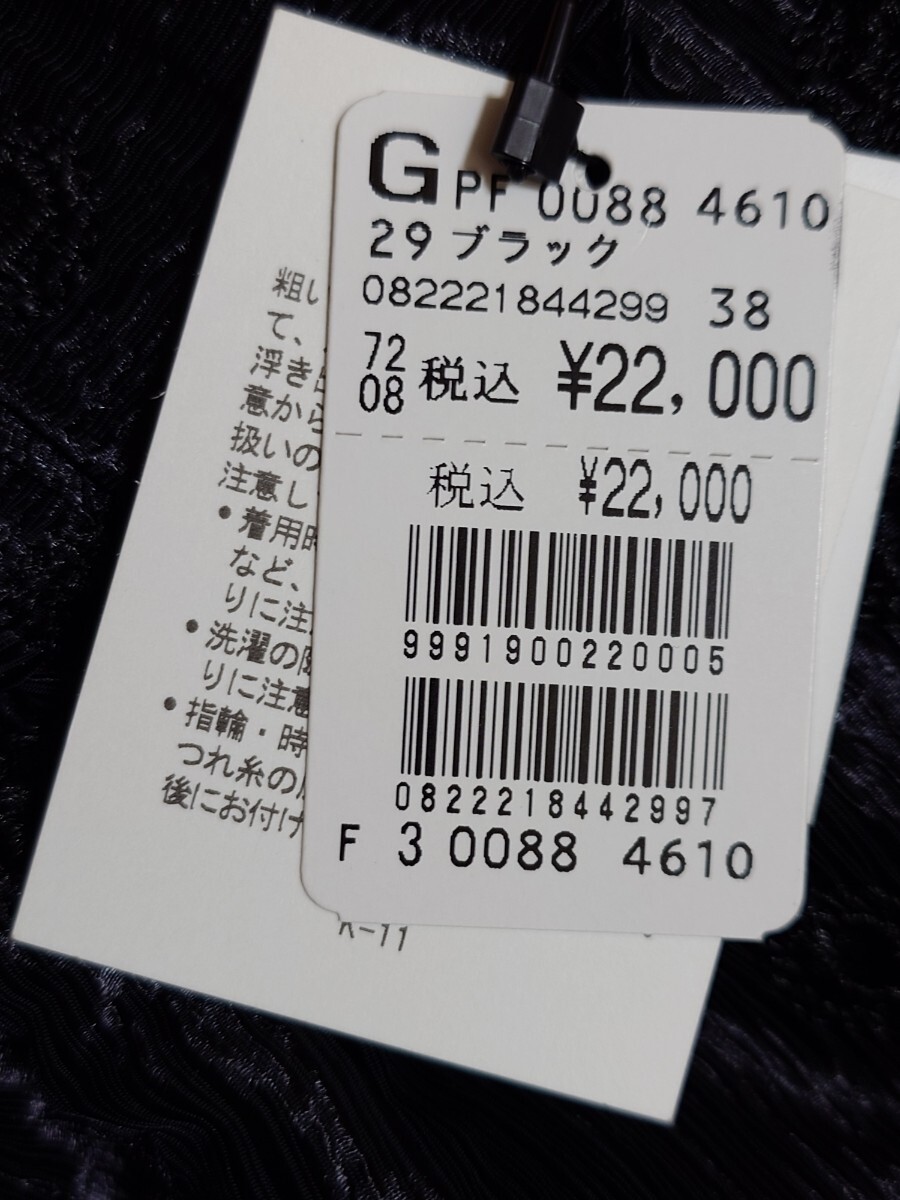 G PF 0088 4610
29 ブラック
082221844299 38
72
08 税込 ¥22,000
税込 ¥22,000
9991900220005
0822218442997
F 3 0088 4610
粗い
て、
浮き
意から
扱いの
注意し
・着用時
など、
りに注
・洗濯の
りに注意
・指輪・時
つれ糸の
後にお付け
K-11